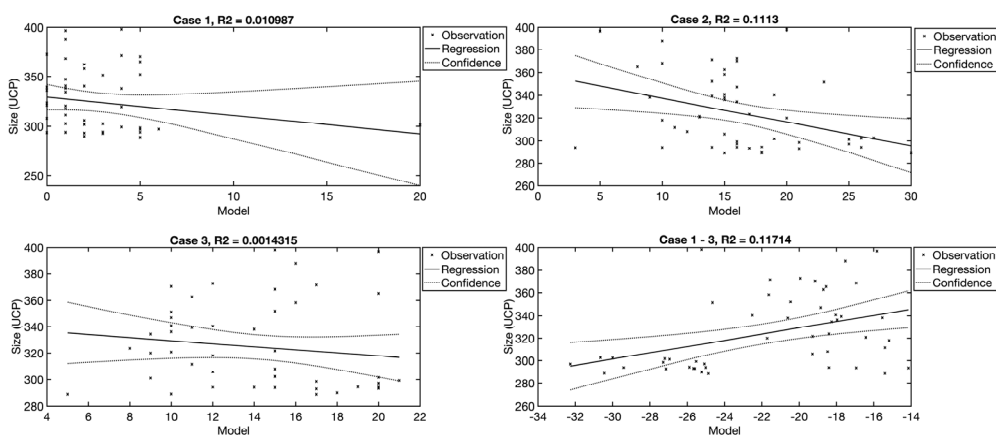 Case 1, R2 = 0.010987
400
350
300
250
0
5
10
15
20
Size (UCP)
Model
Observation
Regression
Confidence
Case 2, R2 = 0.1113
400
380
360
340
320
300
280
260
0
5
10
15
20
25
30
Size (UCP)
Model
Observation
Regression
Confidence
Case 3, R2 = 0.0014315
400
380
360
340
320
300
280
4
6
8
10
12
14
16
18
20
22
Size (UCP)
Model
Observation
Regression
Confidence
Case 1 - 3, R2 = 0.11714
400
380
360
340
320
300
280
260
-34
-32
-30
-28
-26
-24
-22
-20
-18
-16
-14
Size (UCP)
Model
Observation
Regression
Confidence